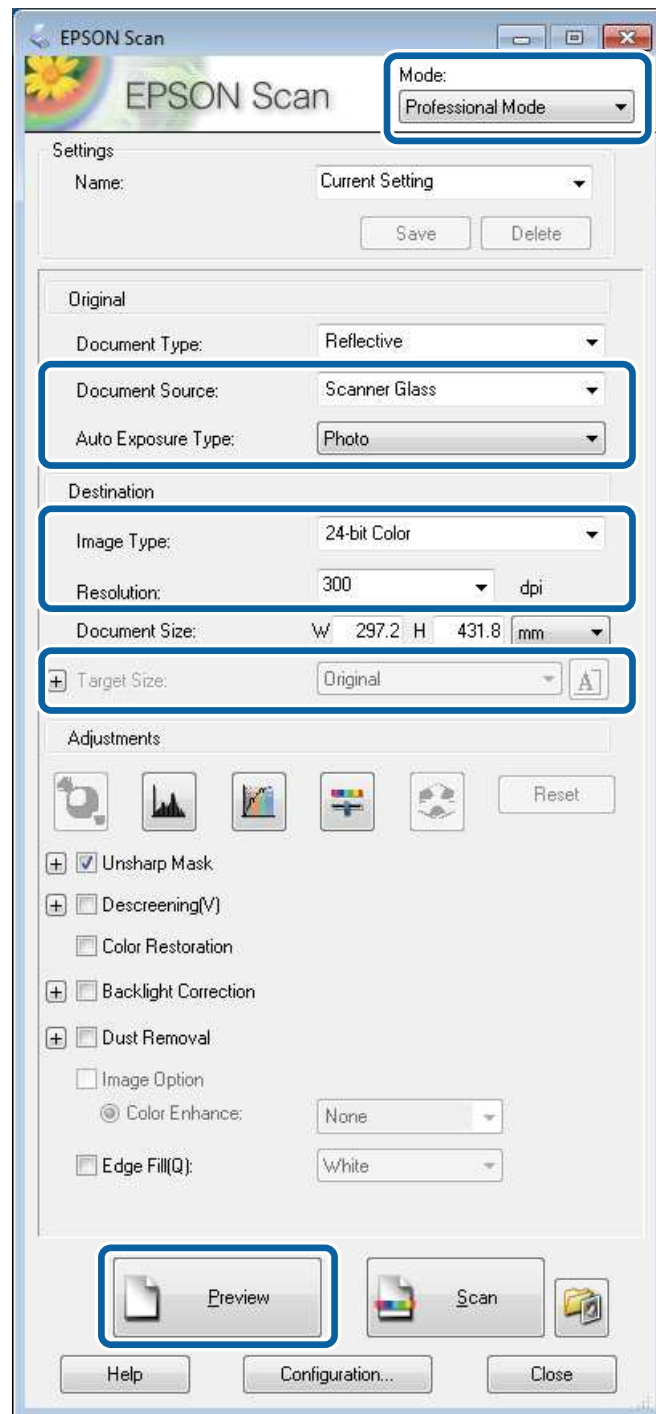 EPSON Scan
EPSON Scan
Mode:
Professional Mode
Settings
Name: Current Setting
Save Delete
Original
Document Type: Reflective
Document Source: Scanner Glass
Auto Exposure Type: Photo
Destination
Image Type: 24-bit Color
Resolution: 300 dpi
Document Size: W 297.2 H 431.8 mm
Target Size: Original A
Adjustments
Reset
Unsharp Mask
Descreening(V)
Color Restoration
Backlight Correction
Dust Removal
Image Option
Color Enhance: None
Edge Fill(Q): White
Preview Scan
Help Configuration... Close